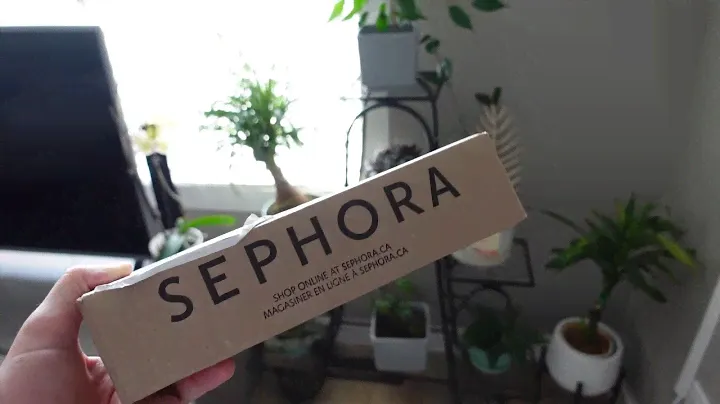 SEPHORA
SHOP ONLINE AT SEPHORA.CA
MAGASINER EN LIGNE À SEPHORA.CA